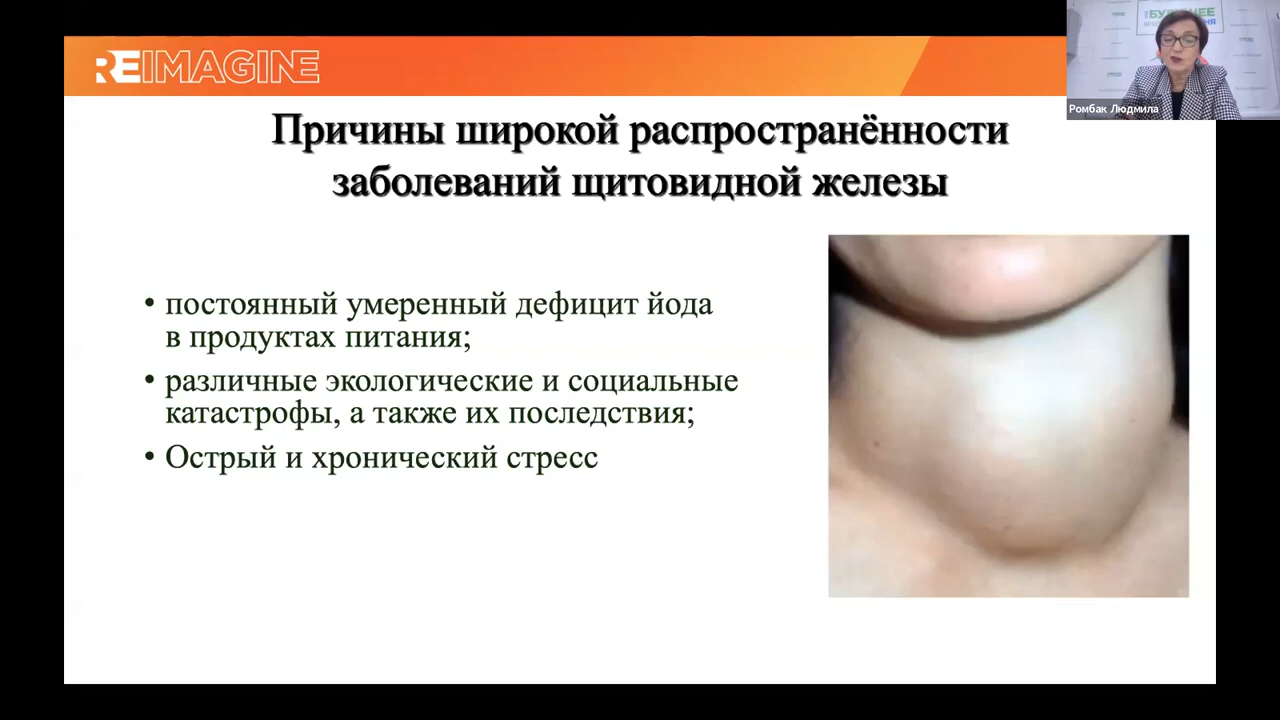 REIMAGINE
Ромбак Людмила
Причины широкой распространённости
заболеваний щитовидной железы
• постоянный умеренный дефицит йода
в продуктах питания;
• различные экологические и социальные
катастрофы, а также их последствия;
• Острый и хронический стресс